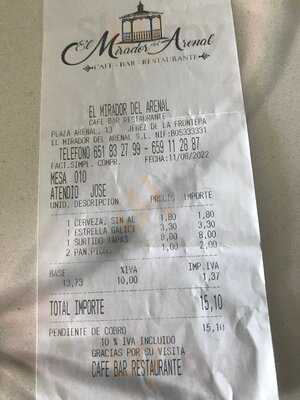 El Mirador del Arenal
CAFE - BAR - RESTAURANTE
EL MIRADOR DEL ARENAL
CAFE BAR RESTAURANTE
PLAZA ARENAL, 13 JEREZ DE LA FRONTERA
EL MIRADOR DEL ARENAL S.L. NIF:B05333331
TELEFONO 651 83 27 99 - 659 11 28 87
FACT.SIMPL. COMPR. FECHA:11/06/2022
MESA 010
ATENDIO JOSE
UNID. DESCRIPCION PRECIO IMPORTE
1 CERVEZA, SIN AL 1,80 1,80
1 ESTRELLA GALICI 3,30 3,30
1 SURTIDO TAPAS 8,00 8,00
2 PAN,PICOS 1,00 2,00
BASE %IVA IMP.IVA
13,73 10,00 1,37
TOTAL IMPORTE 15,10
PENDIENTE DE COBRO 15,10
10 % IVA INCLUIDO
GRACIAS POR SU VISITA
CAFE BAR RESTAURANTE